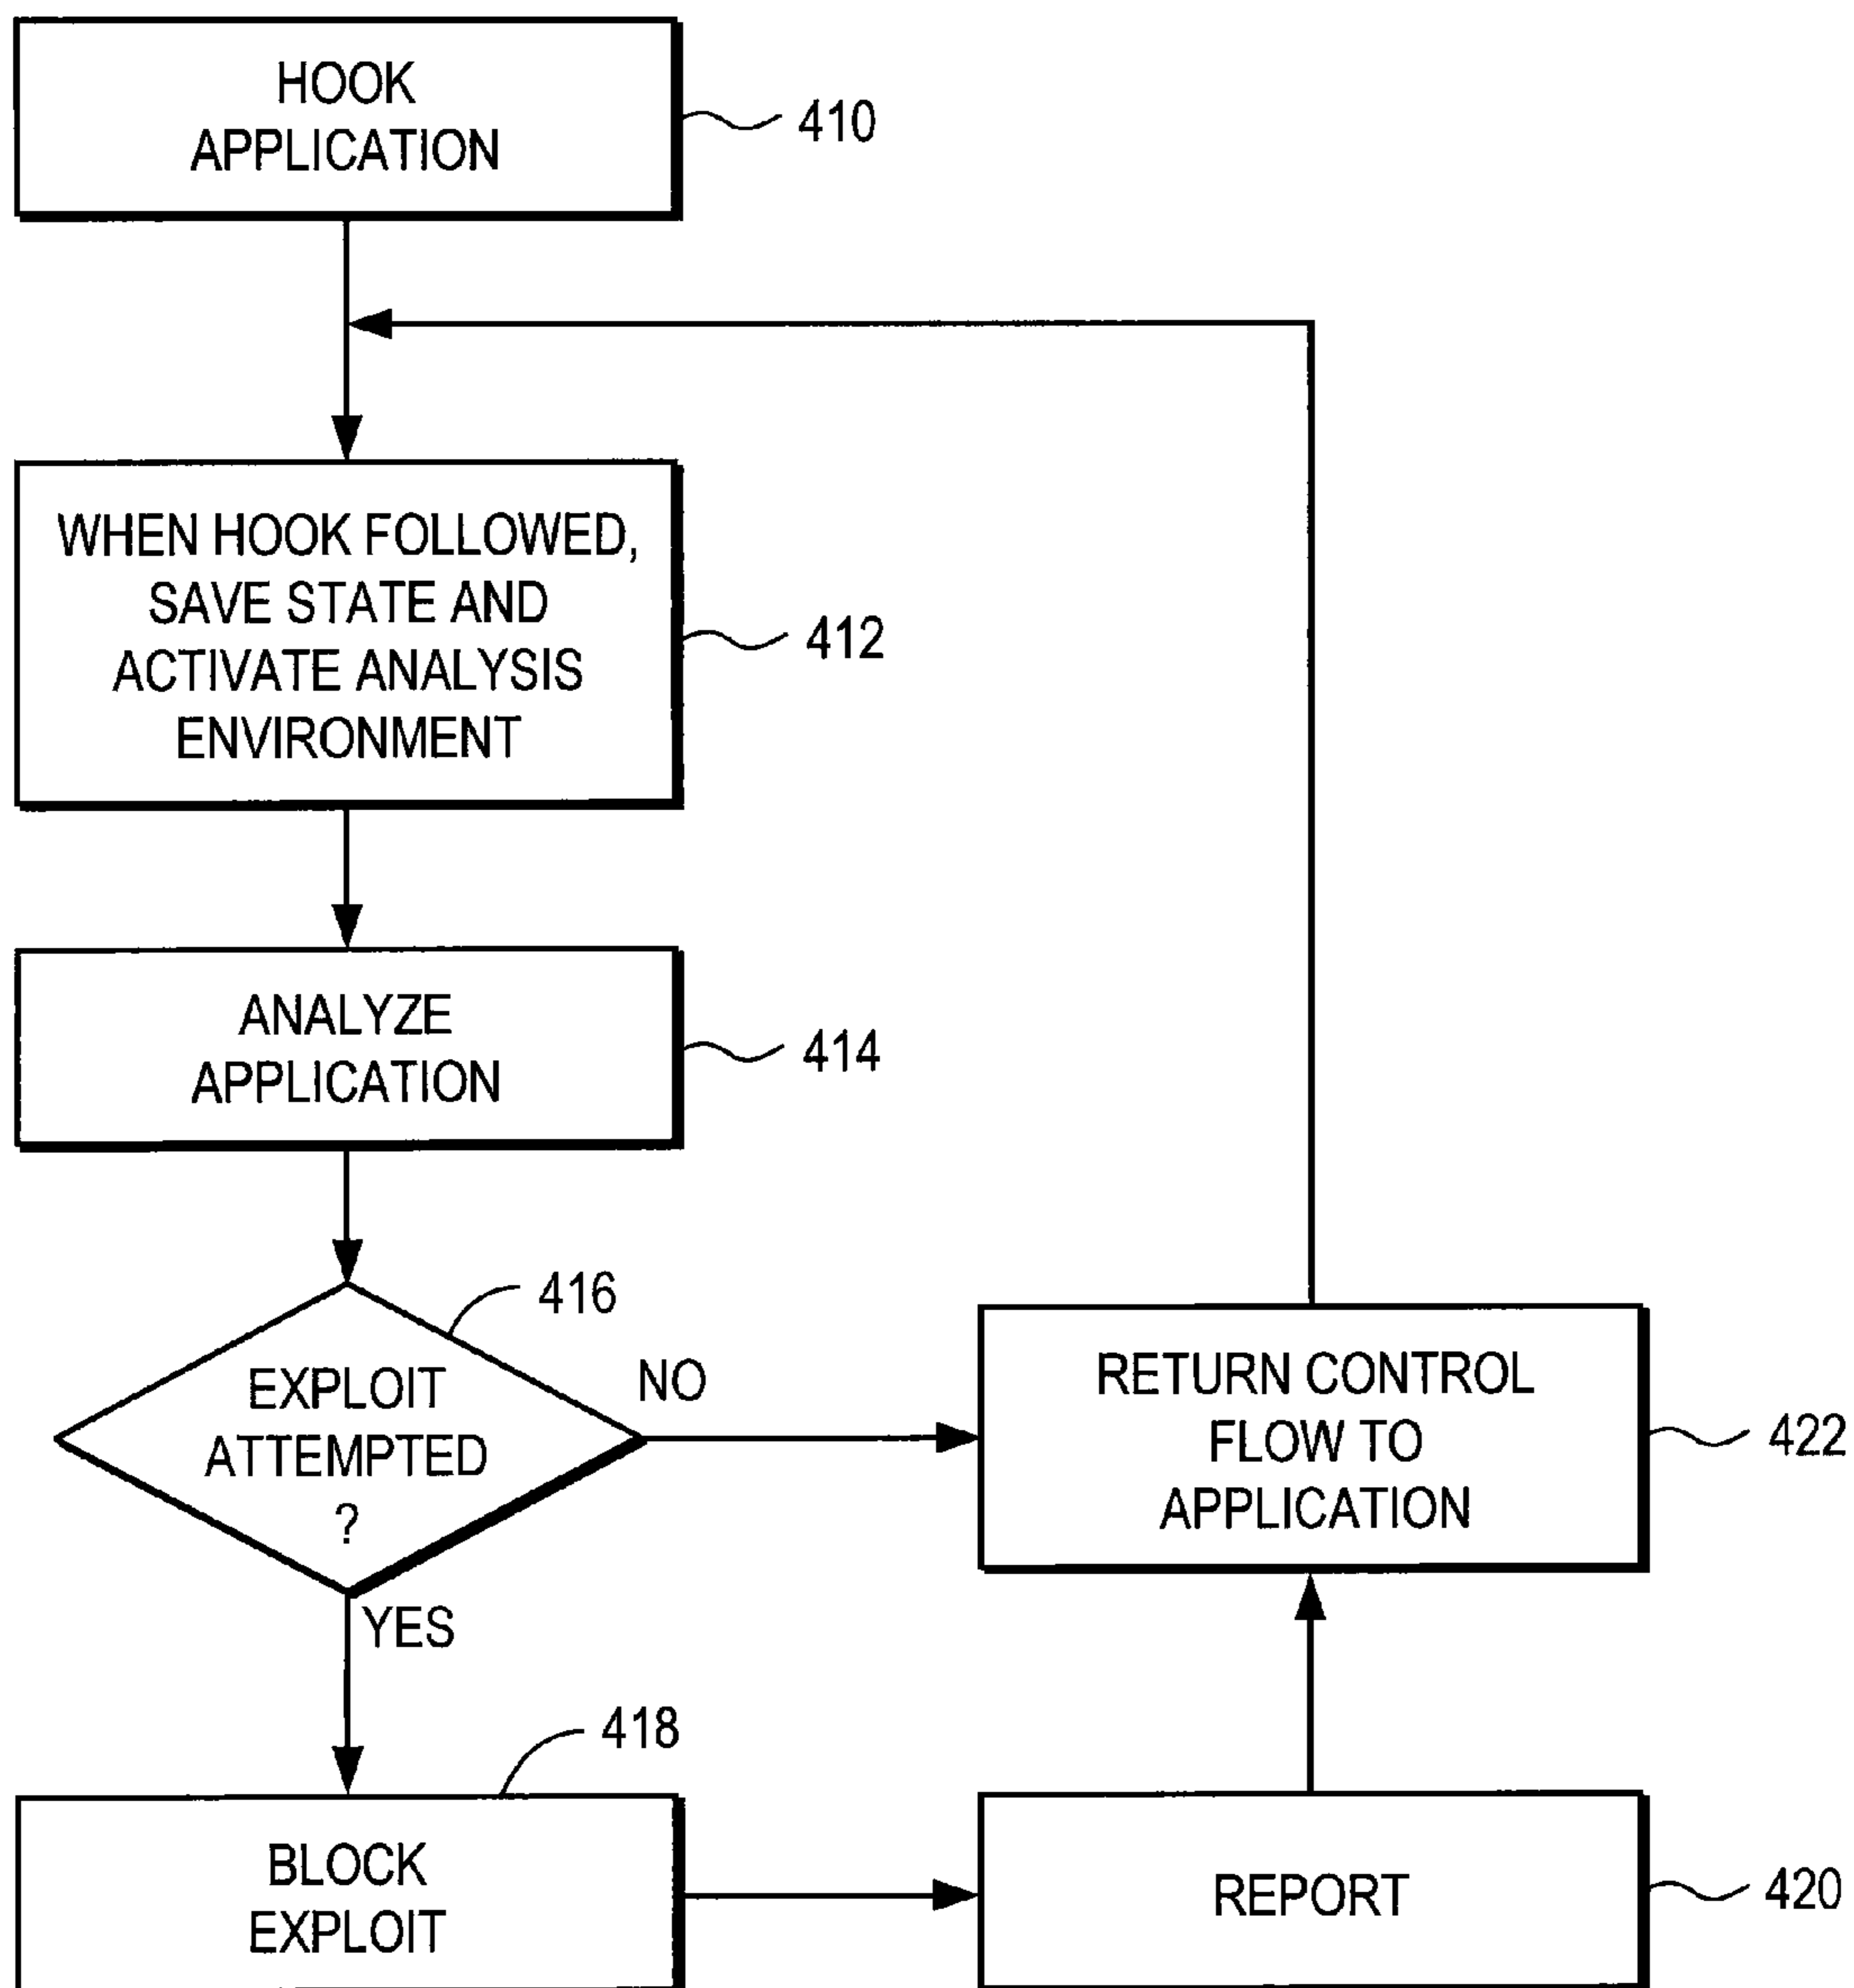 HOOK
APPLICATION
410
WHEN HOOK FOLLOWED,
SAVE STATE AND
ACTIVATE ANALYSIS
ENVIRONMENT
412
ANALYZE
APPLICATION
414
416
EXPLOIT
ATTEMPTED
?
NO
YES
RETURN CONTROL
FLOW TO
APPLICATION
422
418
BLOCK
EXPLOIT
REPORT
420